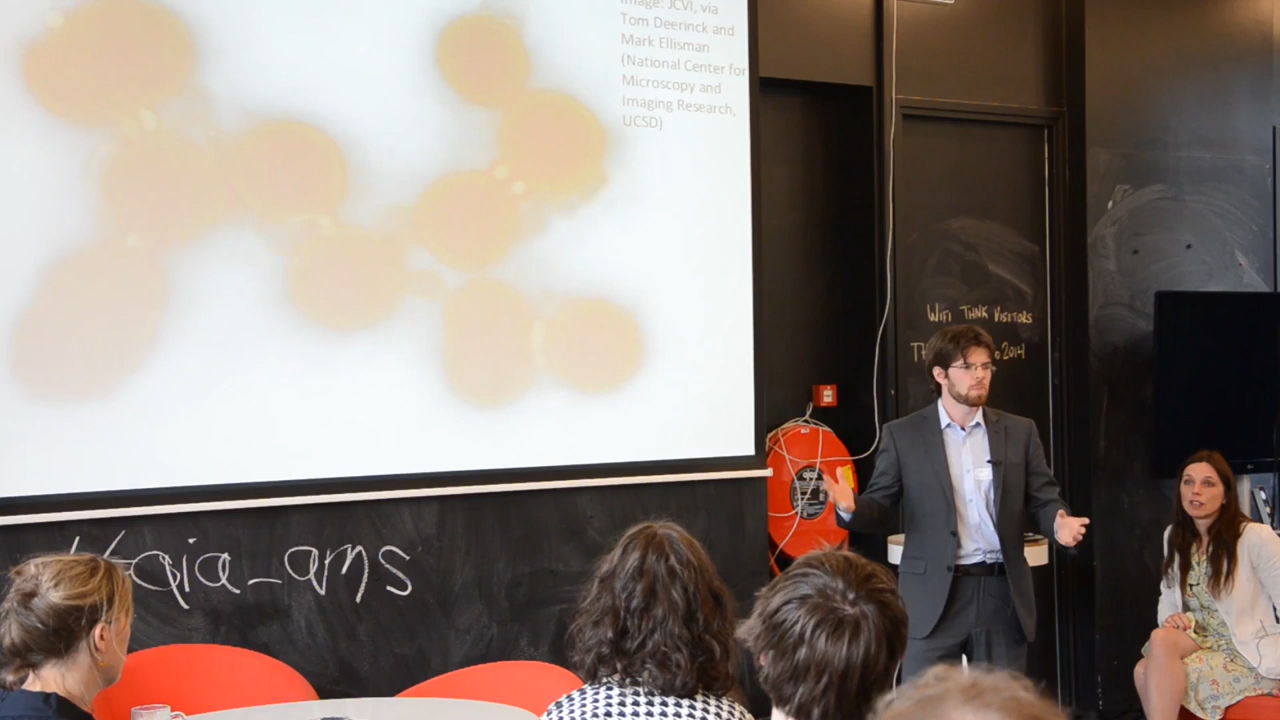 Image: JCVI, via
Tom Deerinck and
Mark Ellisman
(National Center for
Microscopy and
Imaging Research,
UCSD)
WIFI THNK VISITORS
2014
#qia_ams